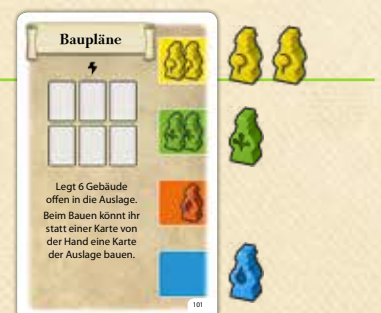 Baupläne
Legt 6 Gebäude
offen in die Auslage.
Beim Bauen könnt ihr
statt einer Karte von
der Hand eine Karte
der Auslage bauen.
101